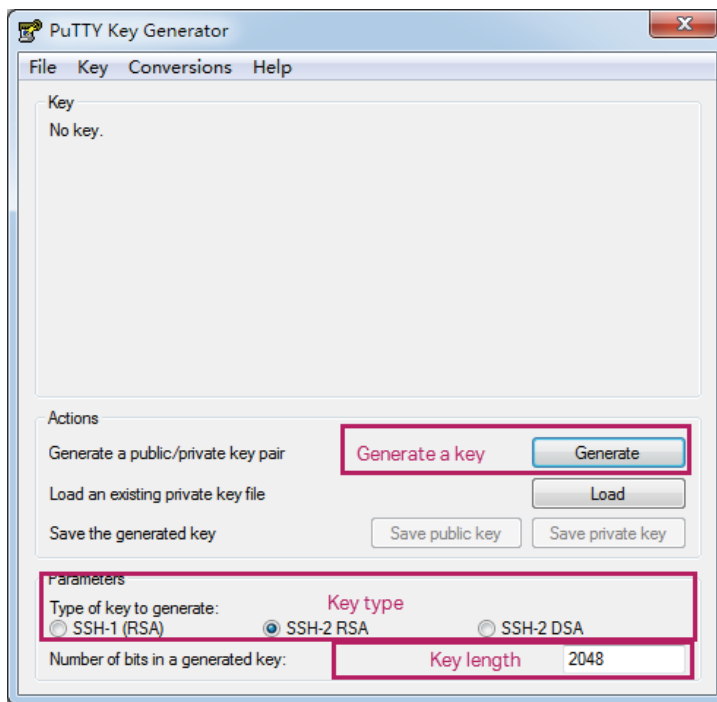 PuTTY Key Generator
File Key Conversions Help
Key
No key.
Actions
Generate a public/private key pair Generate a key Generate
Load an existing private key file Load
Save the generated key Save public key Save private key
Parameters
Type of key to generate: Key type
SSH-1 (RSA) SSH-2 RSA SSH-2 DSA
Number of bits in a generated key: Key length 2048